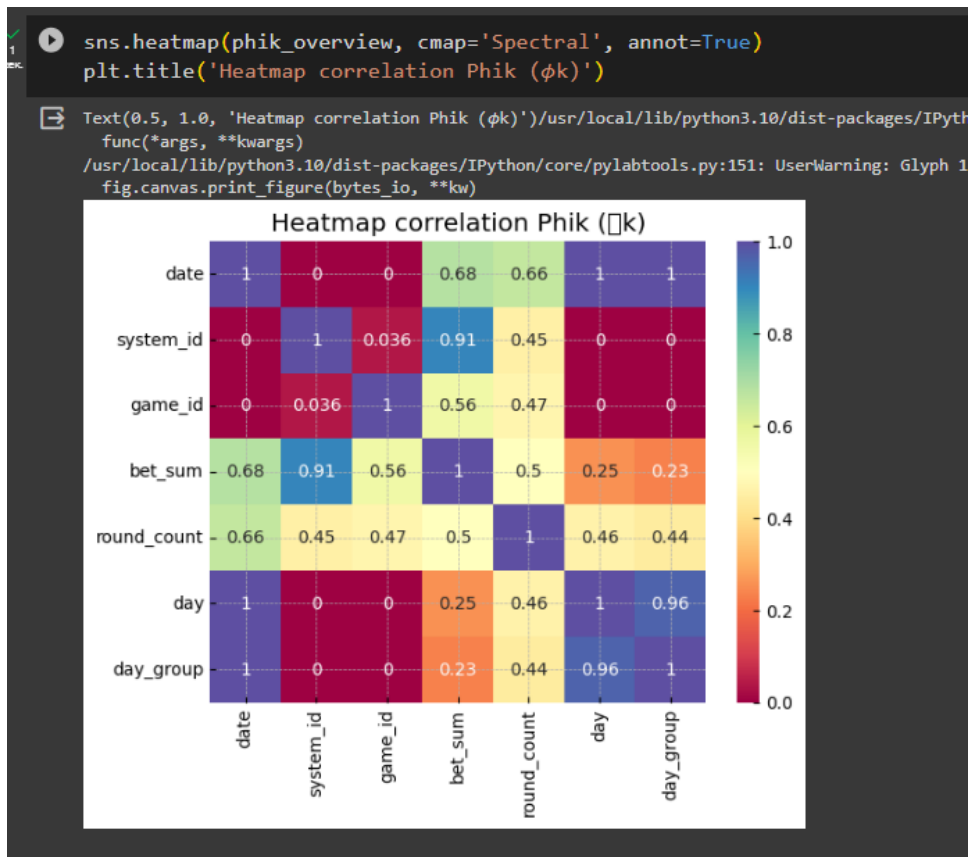 1
sns.heatmap(phik_overview, cmap='Spectral', annot=True)
plt.title('Heatmap correlation Phik (𝜙k)')
Text(0.5, 1.0, 'Heatmap correlation Phik (𝜙k)')/usr/local/lib/python3.10/dist-packages/IPyth
func(*args, **kwargs)
/usr/local/lib/python3.10/dist-packages/IPython/core/pylabtools.py:151: UserWarning: Glyph 1
fig.canvas.print_figure(bytes_io, **kw)
Heatmap correlation Phik (▯k)
date 1 0 0 0.68 0.66 1 1
system_id 0 1 0.036 0.91 0.45 0 0
game_id 0 0.036 1 0.56 0.47 0 0
bet_sum 0.68 0.91 0.56 1 0.5 0.25 0.23
round_count 0.66 0.45 0.47 0.5 1 0.46 0.44
day 1 0 0 0.25 0.46 1 0.96
day_group 1 0 0 0.23 0.44 0.96 1
date system_id game_id bet_sum round_count day day_group
1.0
0.8
0.6
0.4
0.2
0.0